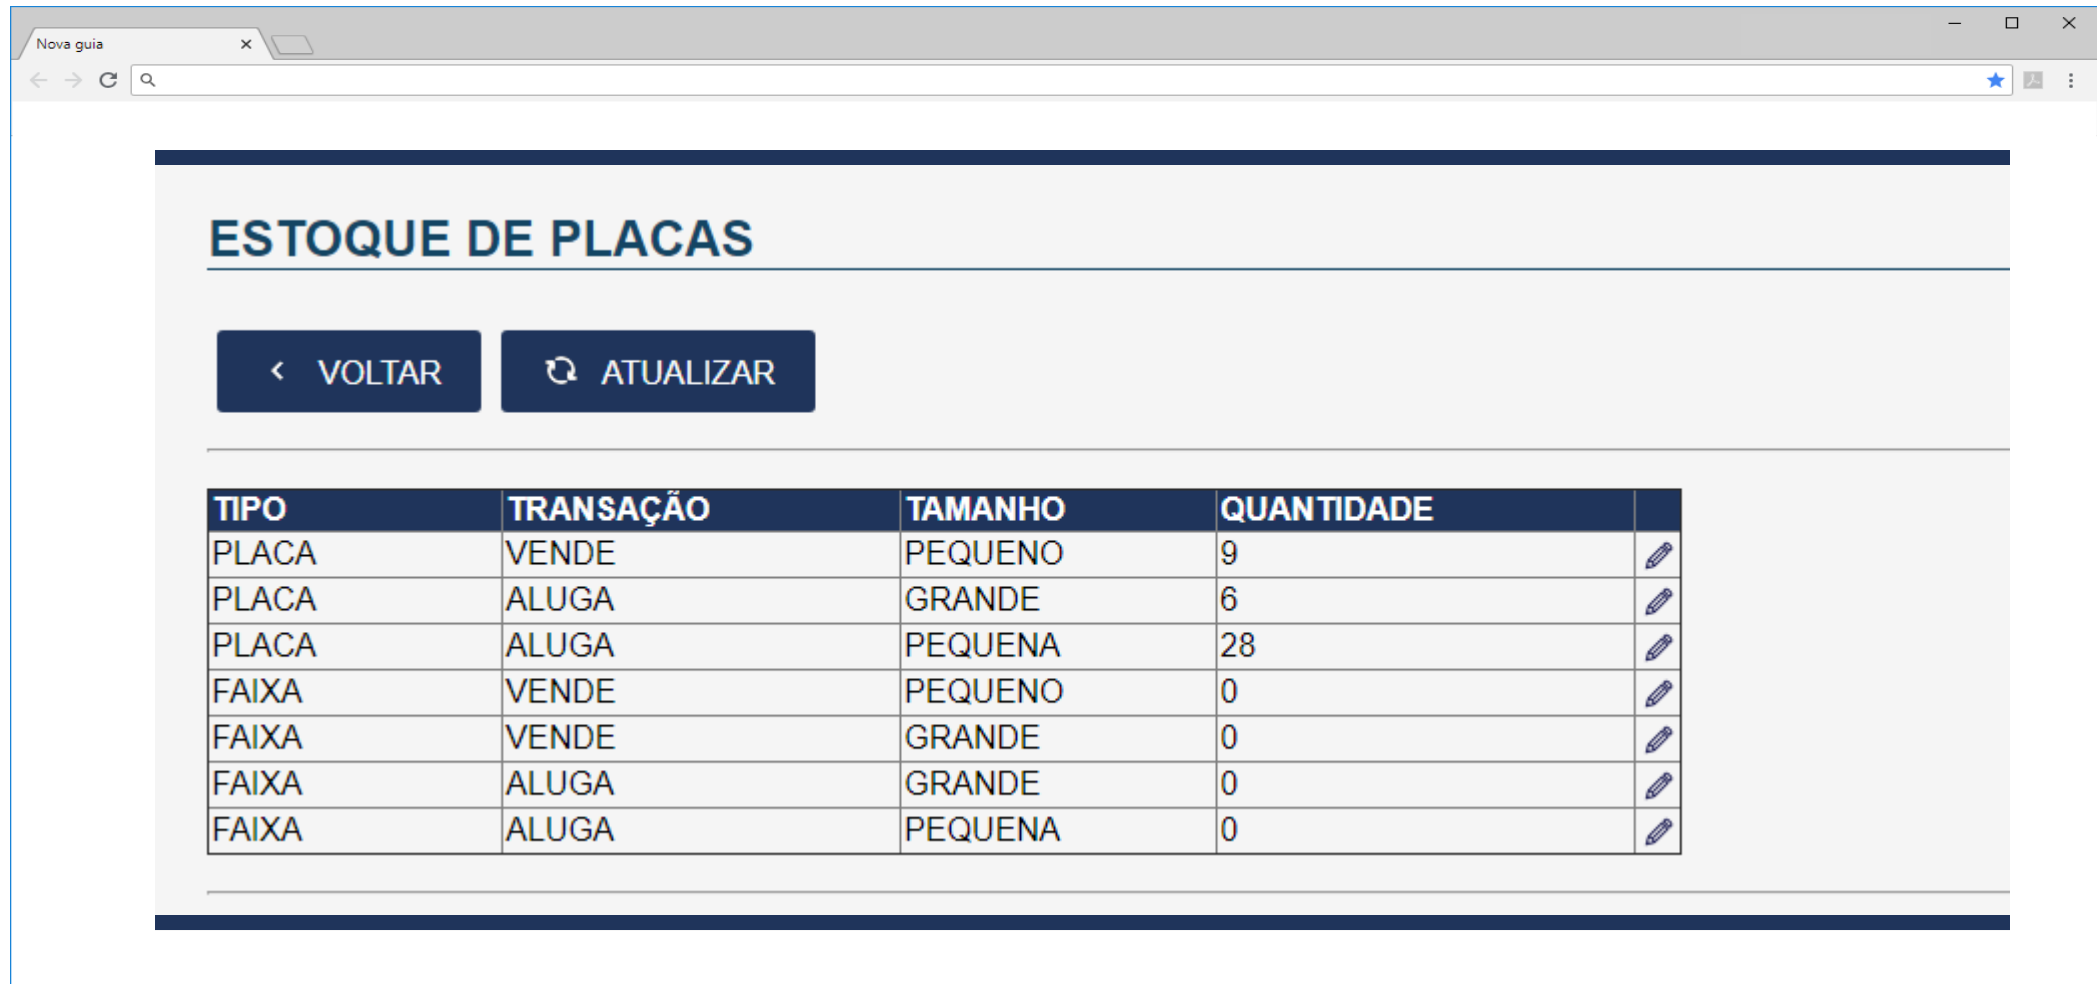 Nova guia
ESTOQUE DE PLACAS
VOLTAR ATUALIZAR
TIPO TRANSAÇÃO TAMANHO QUANTIDADE
PLACA VENDE PEQUENO 9
PLACA ALUGA GRANDE 6
PLACA ALUGA PEQUENA 28
FAIXA VENDE PEQUENO 0
FAIXA VENDE GRANDE 0
FAIXA ALUGA GRANDE 0
FAIXA ALUGA PEQUENA 0